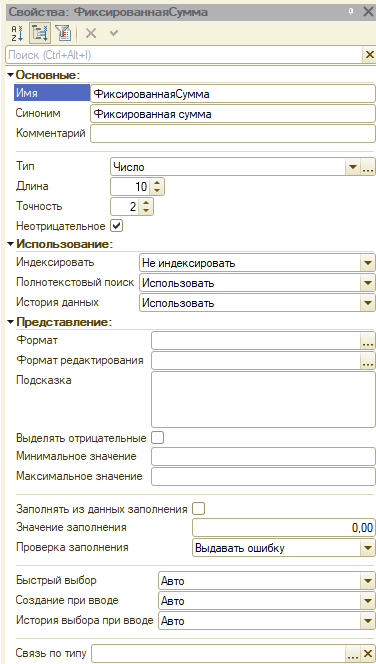 Свойства: ФиксированнаяСумма
Поиск (Ctrl+Alt+I)
Основные:
Имя ФиксированнаяСумма
Синоним Фиксированная сумма
Комментарий
Тип Число
Длина 10
Точность 2
Неотрицательное
Использование:
Индексировать Не индексировать
Полнотекстовый поиск Использовать
История данных Использовать
Представление:
Формат
Формат редактирования
Подсказка
Выделять отрицательные
Минимальное значение
Максимальное значение
Заполнять из данных заполнения
Значение заполнения 0,00
Проверка заполнения Выдавать ошибку
Быстрый выбор Авто
Создание при вводе Авто
История выбора при вводе Авто
Связь по типу